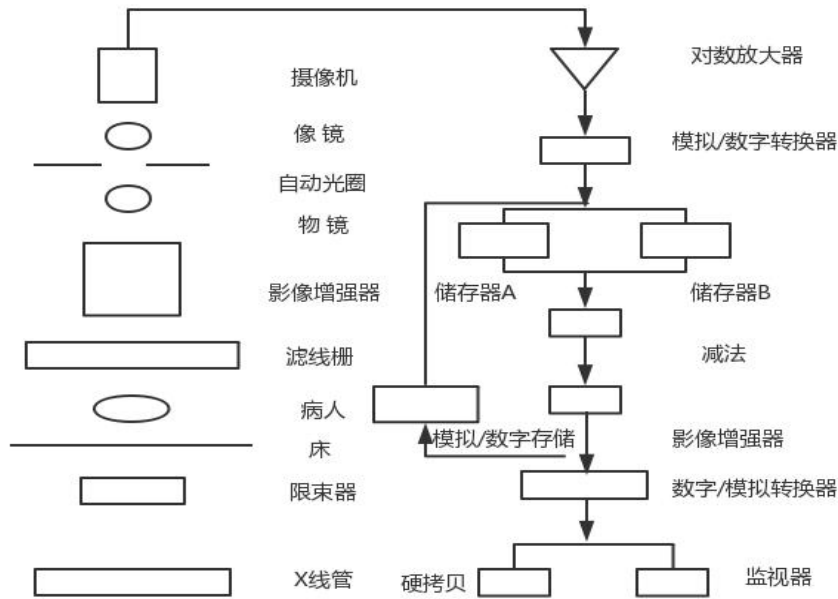 摄像机
像 镜
自动光圈
物 镜
影像增强器
滤线栅
病人
床
限束器
X线管
对数放大器
模拟/数字转换器
储存器A
储存器B
减法
模拟/数字存储
影像增强器
数字/模拟转换器
硬拷贝
监视器